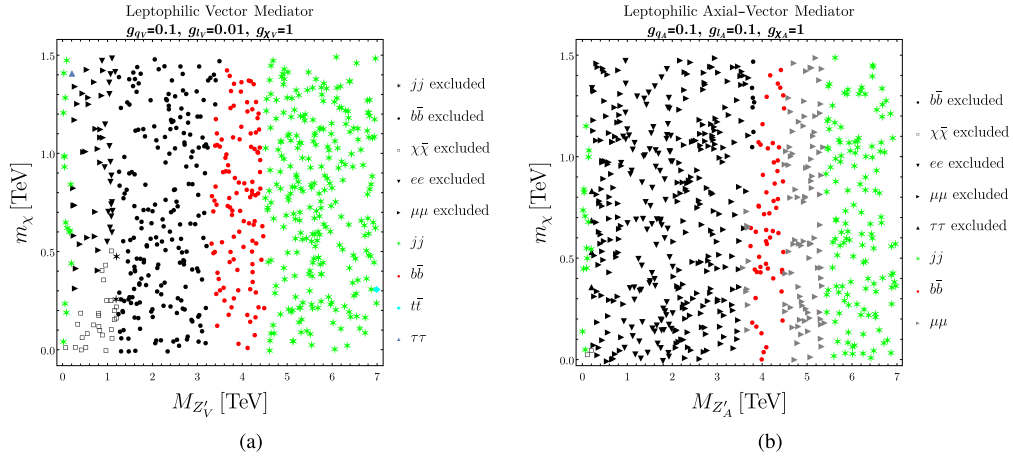 Leptophilic Vector Mediator
g_{qV}=0.1, g_{lV}=0.01, g_{χV}=1
1.5
1.0
0.5
0.0
m_χ [TeV]
0 1 2 3 4 5 6 7
M_{Z'_V} [TeV]
jj excluded
bb̄ excluded
χχ̄ excluded
ee excluded
μμ excluded
jj
bb̄
tt̄
ττ
(a)
Leptophilic Axial–Vector Mediator
g_{qA}=0.1, g_{lA}=0.1, g_{χA}=1
1.5
1.0
0.5
0.0
m_χ [TeV]
0 1 2 3 4 5 6 7
M_{Z'_A} [TeV]
bb̄ excluded
χχ̄ excluded
ee excluded
μμ excluded
ττ excluded
jj
bb̄
μμ
(b)